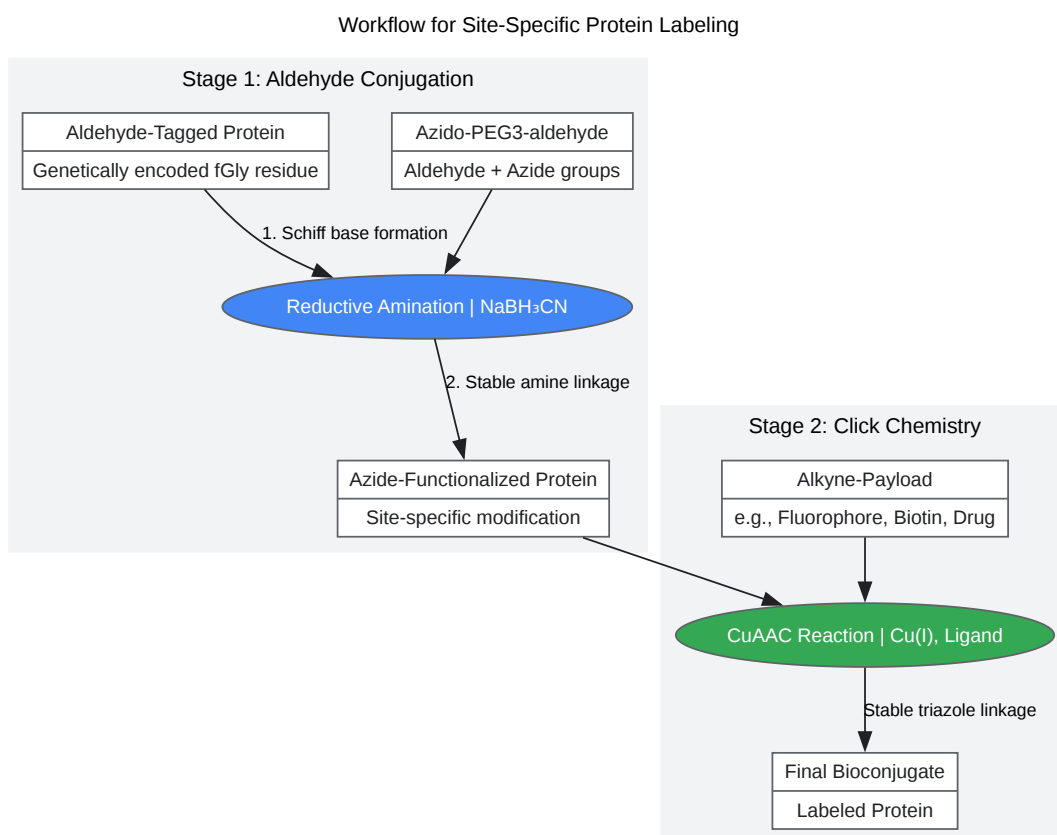 Workflow for Site-Specific Protein Labeling
Stage 1: Aldehyde Conjugation
Aldehyde-Tagged Protein
Genetically encoded fGly residue
Azido-PEG3-aldehyde
Aldehyde + Azide groups
1. Schiff base formation
Reductive Amination | NaBH₃CN
2. Stable amine linkage
Azide-Functionalized Protein
Site-specific modification
Stage 2: Click Chemistry
Alkyne-Payload
e.g., Fluorophore, Biotin, Drug
CuAAC Reaction | Cu(I), Ligand
Stable triazole linkage
Final Bioconjugate
Labeled Protein